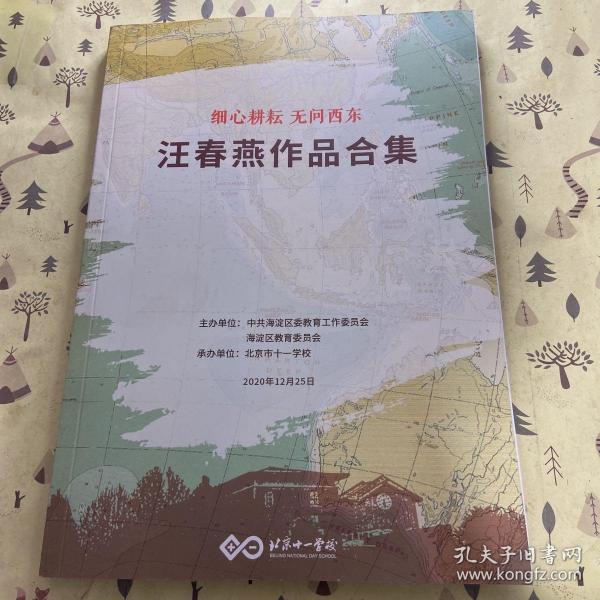 细心耕耘 无问西东
汪春燕作品合集
主办单位：中共海淀区委教育工作委员会
海淀区教育委员会
承办单位：北京市十一学校
2020年12月25日
北京十一学校
BEIJING NATIONAL DAY SCHOOL
孔夫子旧书网
www.kongfz.com